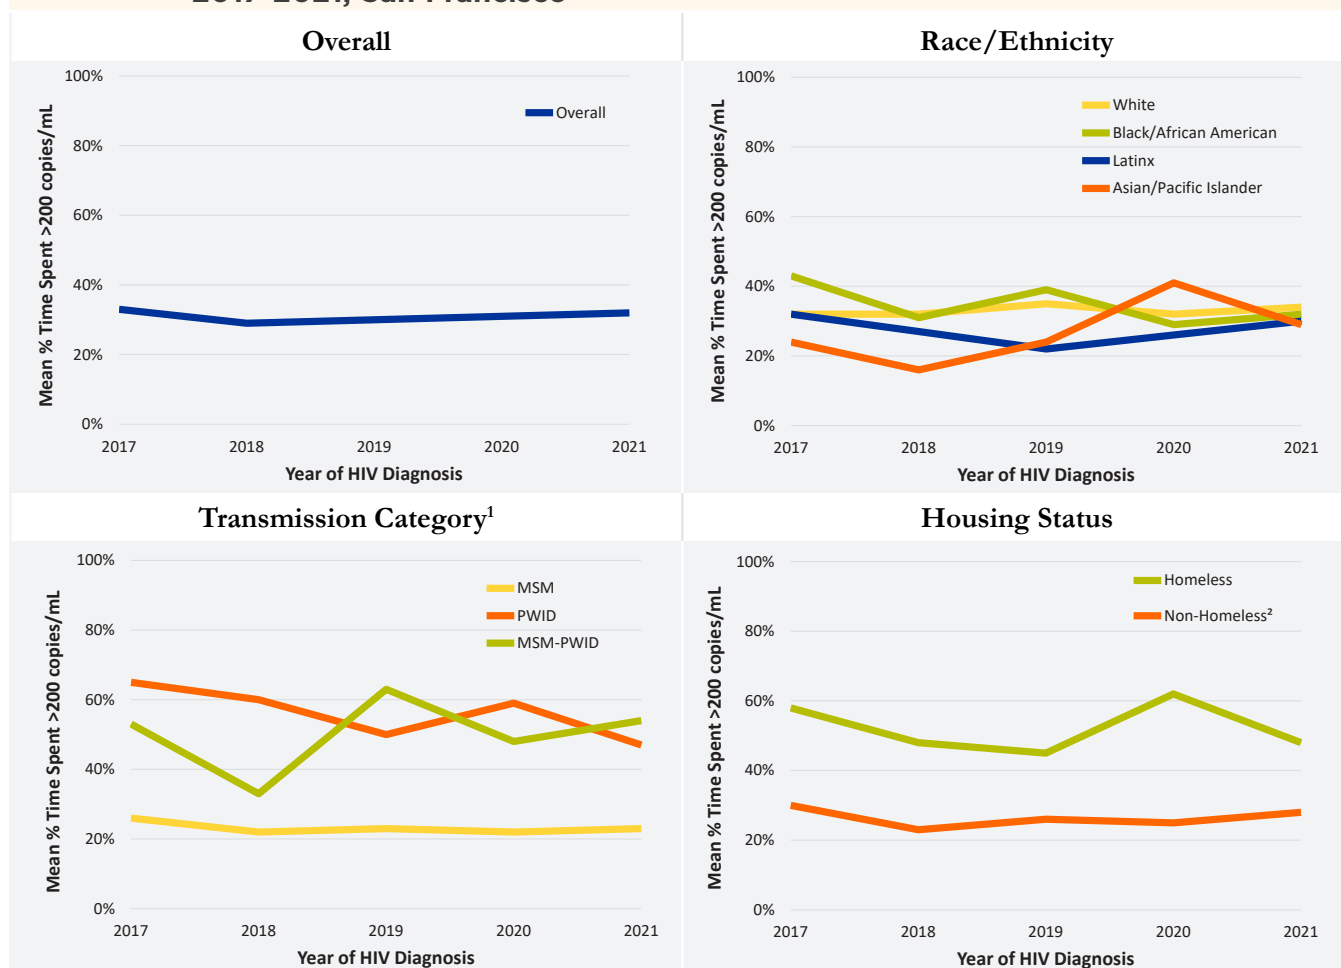 2017-2021, San Francisco
Overall
100%
80%
60%
40%
20%
0%
Mean % Time Spent >200 copies/mL
Overall
2017 2018 2019 2020 2021
Year of HIV Diagnosis
Race/Ethnicity
100%
80%
60%
40%
20%
0%
Mean % Time Spent >200 copies/mL
White
Black/African American
Latinx
Asian/Pacific Islander
2017 2018 2019 2020 2021
Year of HIV Diagnosis
Transmission Category¹
100%
80%
60%
40%
20%
0%
Mean % Time Spent >200 copies/mL
MSM
PWID
MSM-PWID
2017 2018 2019 2020 2021
Year of HIV Diagnosis
Housing Status
100%
80%
60%
40%
20%
0%
Mean % Time Spent >200 copies/mL
Homeless
Non-Homeless²
2017 2018 2019 2020 2021
Year of HIV Diagnosis